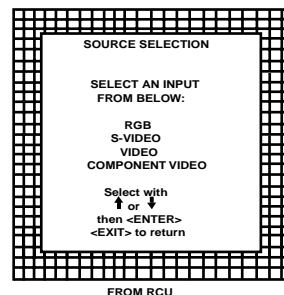 SOURCE SELECTION
SELECT AN INPUT
FROM BELOW:
RGB
S-VIDEO
VIDEO
COMPONENT VIDEO
Select with
↑ or ↓
then <ENTER>
<EXIT> to return
FROM RCU